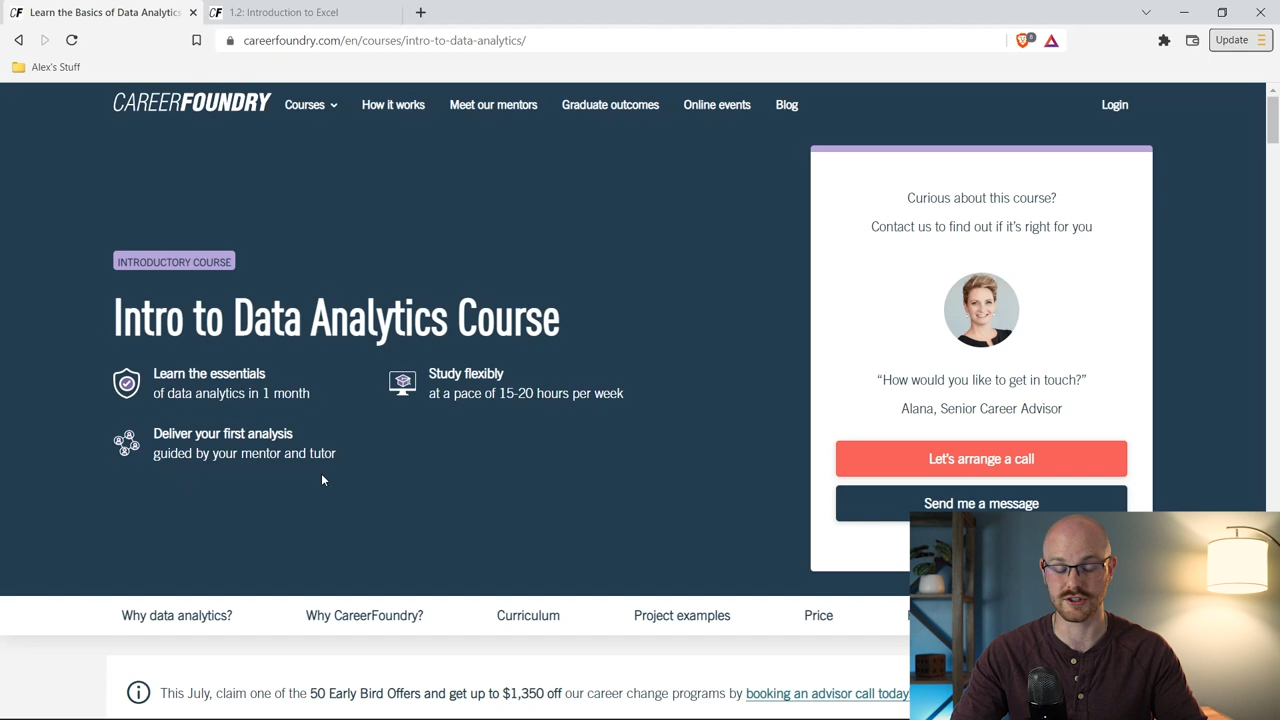 CF Learn the Basics of Data Analytics
CF 1.2: Introduction to Excel
careerfoundry.com/en/courses/intro-to-data-analytics/
8
Update
Alex's Stuff
CAREERFOUNDRY
Courses
How it works
Meet our mentors
Graduate outcomes
Online events
Blog
Login
INTRODUCTORY COURSE
Intro to Data Analytics Course
Learn the essentials
of data analytics in 1 month
Study flexibly
at a pace of 15-20 hours per week
Deliver your first analysis
guided by your mentor and tutor
Curious about this course?
Contact us to find out if it's right for you
“How would you like to get in touch?”
Alana, Senior Career Advisor
Let's arrange a call
Send me a message
Why data analytics?
Why CareerFoundry?
Curriculum
Project examples
Price
This July, claim one of the 50 Early Bird Offers and get up to $1,350 off our career change programs by booking an advisor call today